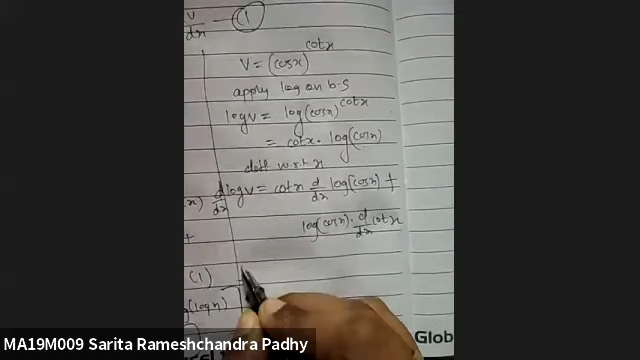 v
dx
(1)
cotx
V = (cosx)
apply log on b.s
logv = log(cosx)^cotx
= cotx · log(cosx)
diff w.r.t x
x) d/dx logv = cotx d/dx log(cosx) +
+
log(cosx) · d/dx cotx
(1)
(logx)
MA19M009 Sarita Rameshchandra Padhy
Glob